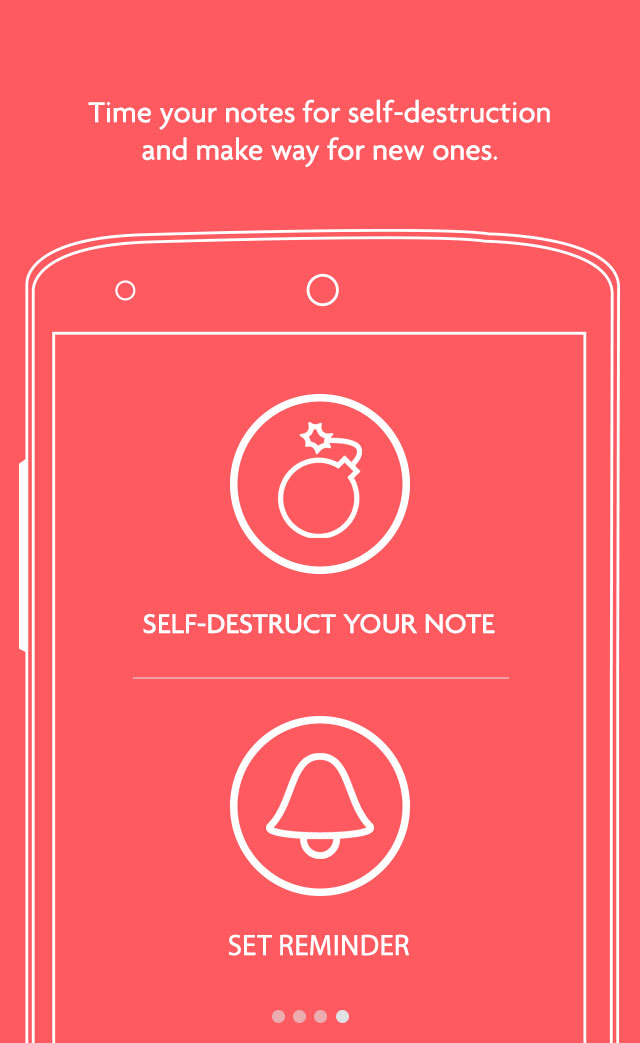 Time your notes for self-destruction
and make way for new ones.
SELF-DESTRUCT YOUR NOTE
SET REMINDER